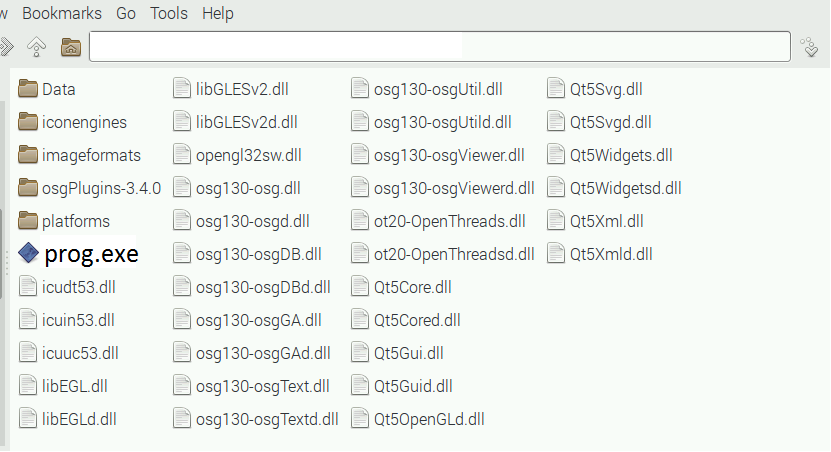 w Bookmarks Go Tools Help
Data
iconengines
imageformats
osgPlugins-3.4.0
platforms
prog.exe
icudt53.dll
icuin53.dll
icuuc53.dll
libEGL.dll
libEGLd.dll
libGLESv2.dll
libGLESv2d.dll
opengl32sw.dll
osg130-osg.dll
osg130-osgd.dll
osg130-osgDB.dll
osg130-osgDBd.dll
osg130-osgGA.dll
osg130-osgGAd.dll
osg130-osgText.dll
osg130-osgTextd.dll
osg130-osgUtil.dll
osg130-osgUtild.dll
osg130-osgViewer.dll
osg130-osgViewerd.dll
ot20-OpenThreads.dll
ot20-OpenThreadsd.dll
Qt5Core.dll
Qt5Cored.dll
Qt5Gui.dll
Qt5Guid.dll
Qt5OpenGLd.dll
Qt5Svg.dll
Qt5Svgd.dll
Qt5Widgets.dll
Qt5Widgetsd.dll
Qt5Xml.dll
Qt5Xmld.dll